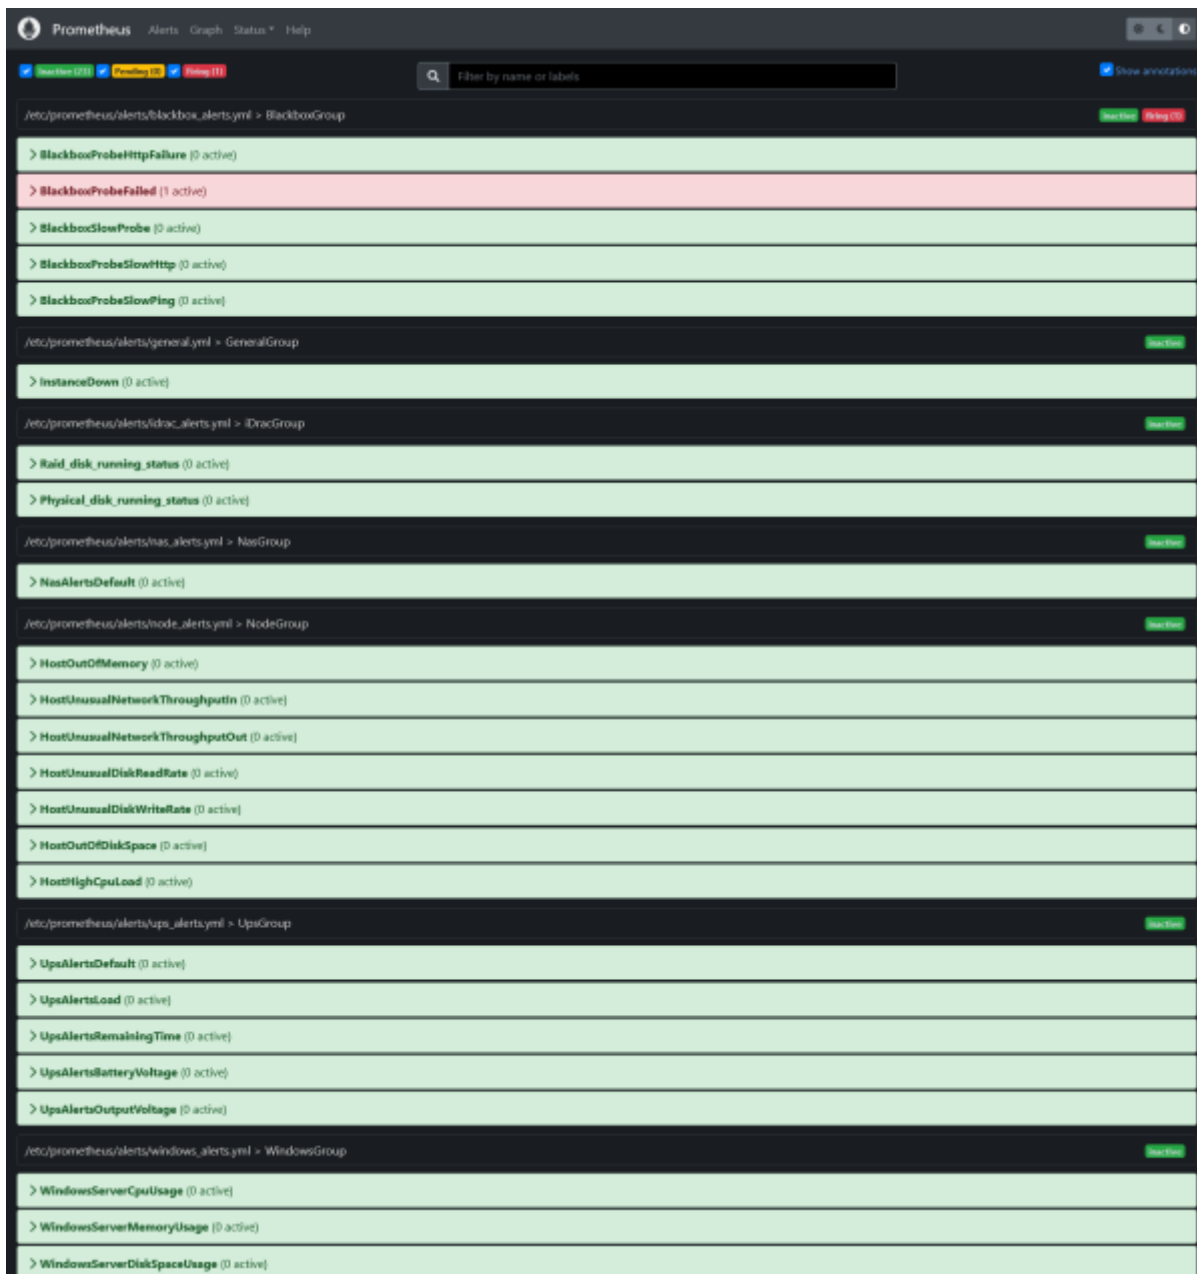 Prometheus Alerts Graph Status Help
Inactive (23) Pending (0) Firing (1) Filter by name or labels Show annotations
/etc/prometheus/alerts/blackbox_alerts.yml > BlackboxGroup inactive firing (1)
BlackboxProbeHttpFailure (0 active)
BlackboxProbeFailed (1 active)
BlackboxSlowProbe (0 active)
BlackboxProbeSlowHttp (0 active)
BlackboxProbeSlowPing (0 active)
/etc/prometheus/alerts/general.yml > GeneralGroup inactive
InstanceDown (0 active)
/etc/prometheus/alerts/idrac_alerts.yml > iDracGroup inactive
Raid_disk_running_status (0 active)
Physical_disk_running_status (0 active)
/etc/prometheus/alerts/nas_alerts.yml > NasGroup inactive
NasAlertsDefault (0 active)
/etc/prometheus/alerts/node_alerts.yml > NodeGroup inactive
HostOutOfMemory (0 active)
HostUnusualNetworkThroughputIn (0 active)
HostUnusualNetworkThroughputOut (0 active)
HostUnusualDiskReadRate (0 active)
HostUnusualDiskWriteRate (0 active)
HostOutOfDiskSpace (0 active)
HostHighCpuLoad (0 active)
/etc/prometheus/alerts/ups_alerts.yml > UpsGroup inactive
UpsAlertsDefault (0 active)
UpsAlertsLoad (0 active)
UpsAlertsRemainingTime (0 active)
UpsAlertsBatteryVoltage (0 active)
UpsAlertsOutputVoltage (0 active)
/etc/prometheus/alerts/windows_alerts.yml > WindowsGroup inactive
WindowsServerCpuUsage (0 active)
WindowsServerMemoryUsage (0 active)
WindowsServerDiskSpaceUsage (0 active)